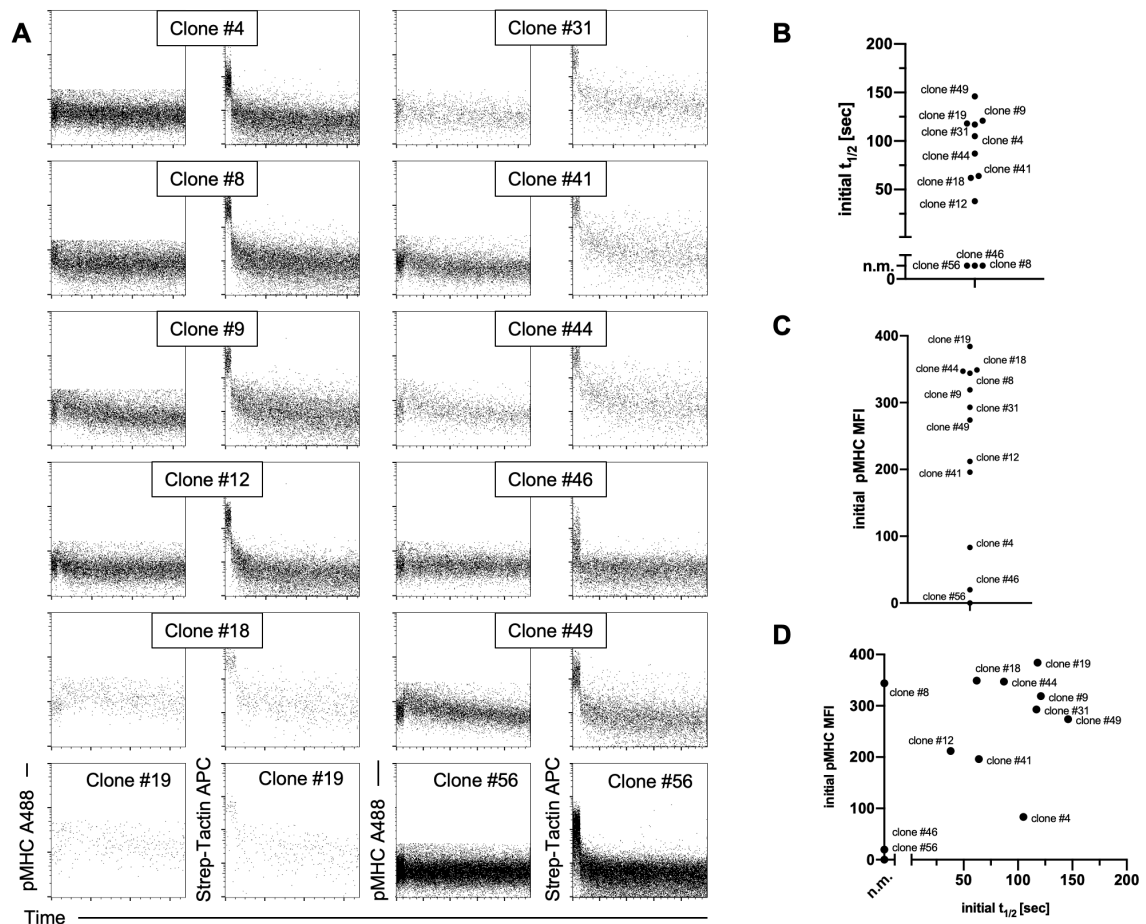 A
Clone #4
Clone #31
Clone #8
Clone #41
Clone #9
Clone #44
Clone #12
Clone #46
Clone #18
Clone #49
Clone #19
Clone #19
Clone #56
Clone #56
pMHC A488
Strep-Tactin APC
pMHC A488
Strep-Tactin APC
Time
B
200
150
100
50
n.m.
0
initial t1/2 [sec]
clone #49
clone #19
clone #9
clone #31
clone #4
clone #44
clone #41
clone #18
clone #12
clone #46
clone #56
clone #8
C
400
300
200
100
0
initial pMHC MFI
clone #19
clone #18
clone #44
clone #8
clone #9
clone #31
clone #49
clone #12
clone #41
clone #4
clone #46
clone #56
D
400
300
200
100
0
initial pMHC MFI
clone #19
clone #18
clone #8
clone #44
clone #9
clone #31
clone #49
clone #12
clone #41
clone #4
clone #46
clone #56
n.m.
50
100
150
200
initial t1/2 [sec]